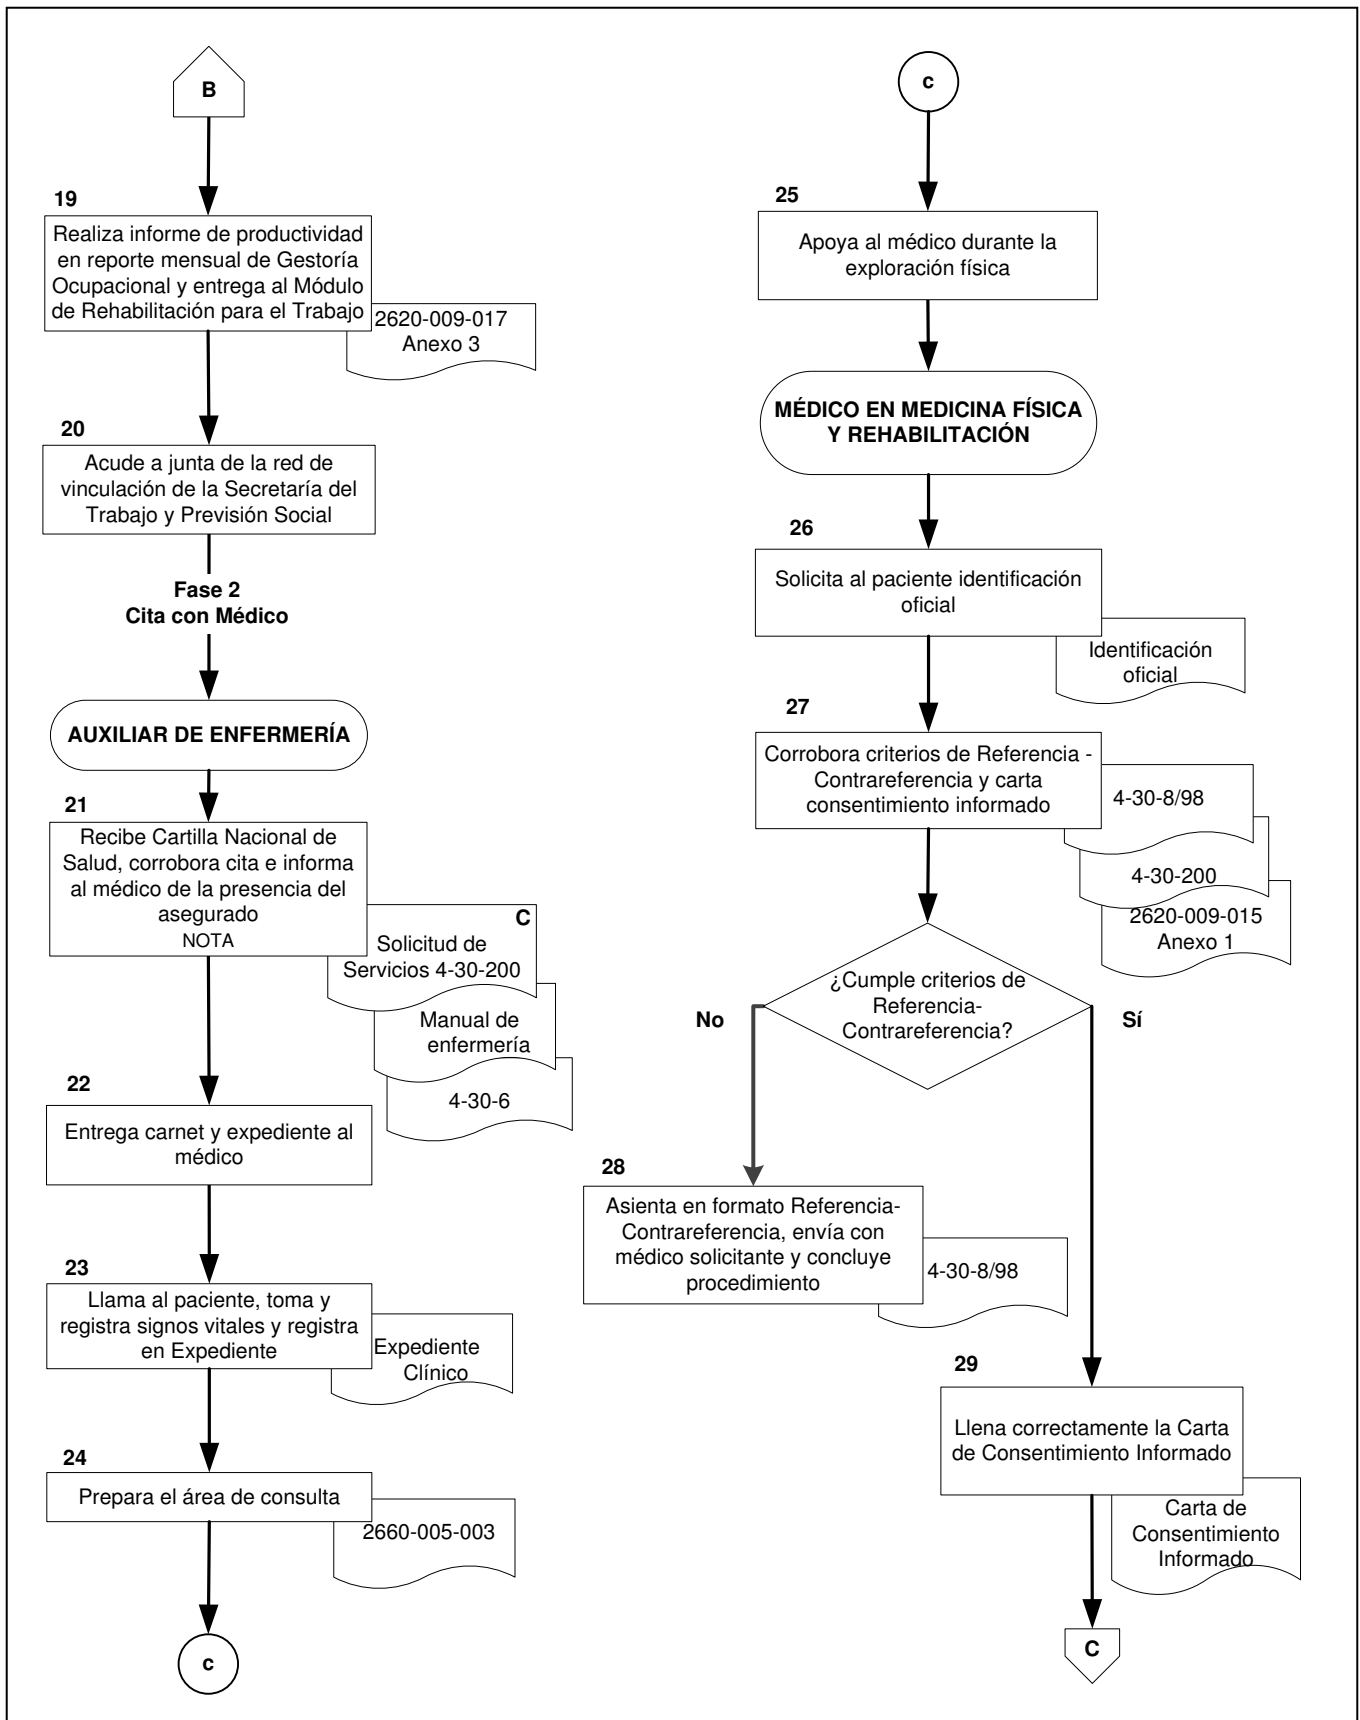 B
19
Realiza informe de productividad
en reporte mensual de Gestoría
Ocupacional y entrega al Módulo
de Rehabilitación para el Trabajo
2620-009-017
Anexo 3
20
Acude a junta de la red de
vinculación de la Secretaría del
Trabajo y Previsión Social
Fase 2
Cita con Médico
AUXILIAR DE ENFERMERÍA
21
Recibe Cartilla Nacional de
Salud, corrobora cita e informa
al médico de la presencia del
asegurado
NOTA
C
Solicitud de
Servicios 4-30-200
Manual de
enfermería
4-30-6
22
Entrega carnet y expediente al
médico
23
Llama al paciente, toma y
registra signos vitales y registra
en Expediente
Expediente
Clínico
24
Prepara el área de consulta
2660-005-003
c
c
25
Apoya al médico durante la
exploración física
MÉDICO EN MEDICINA FÍSICA
Y REHABILITACIÓN
26
Solicita al paciente identificación
oficial
Identificación
oficial
27
Corrobora criterios de Referencia -
Contrareferencia y carta
consentimiento informado
4-30-8/98
4-30-200
2620-009-015
Anexo 1
¿Cumple criterios de
Referencia-
Contrareferencia?
No
Sí
28
Asienta en formato Referencia-
Contrareferencia, envía con
médico solicitante y concluye
procedimiento
4-30-8/98
29
Llena correctamente la Carta
de Consentimiento Informado
Carta de
Consentimiento
Informado
C